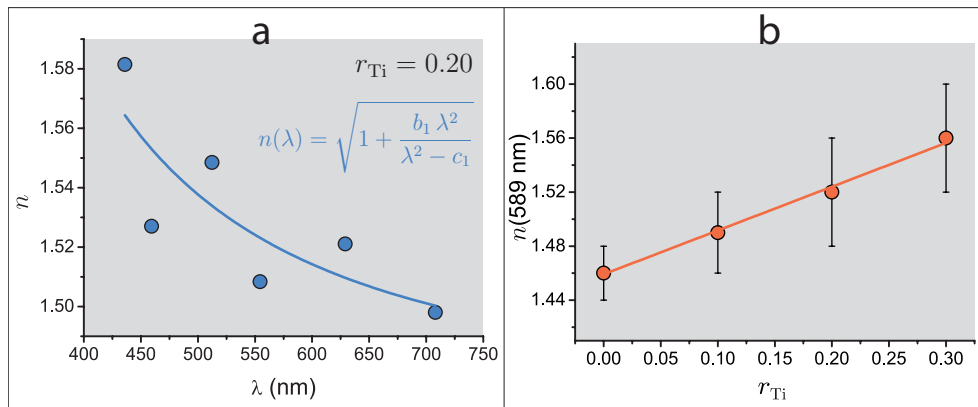 a
1.58
1.56
1.54
1.52
1.50
n
r_Ti = 0.20
n(λ) = √(1 + b₁ λ² / (λ² − c₁))
400 450 500 550 600 650 700 750
λ (nm)
b
1.60
1.56
1.52
1.48
1.44
n(589 nm)
0.00 0.05 0.10 0.15 0.20 0.25 0.30
r_Ti